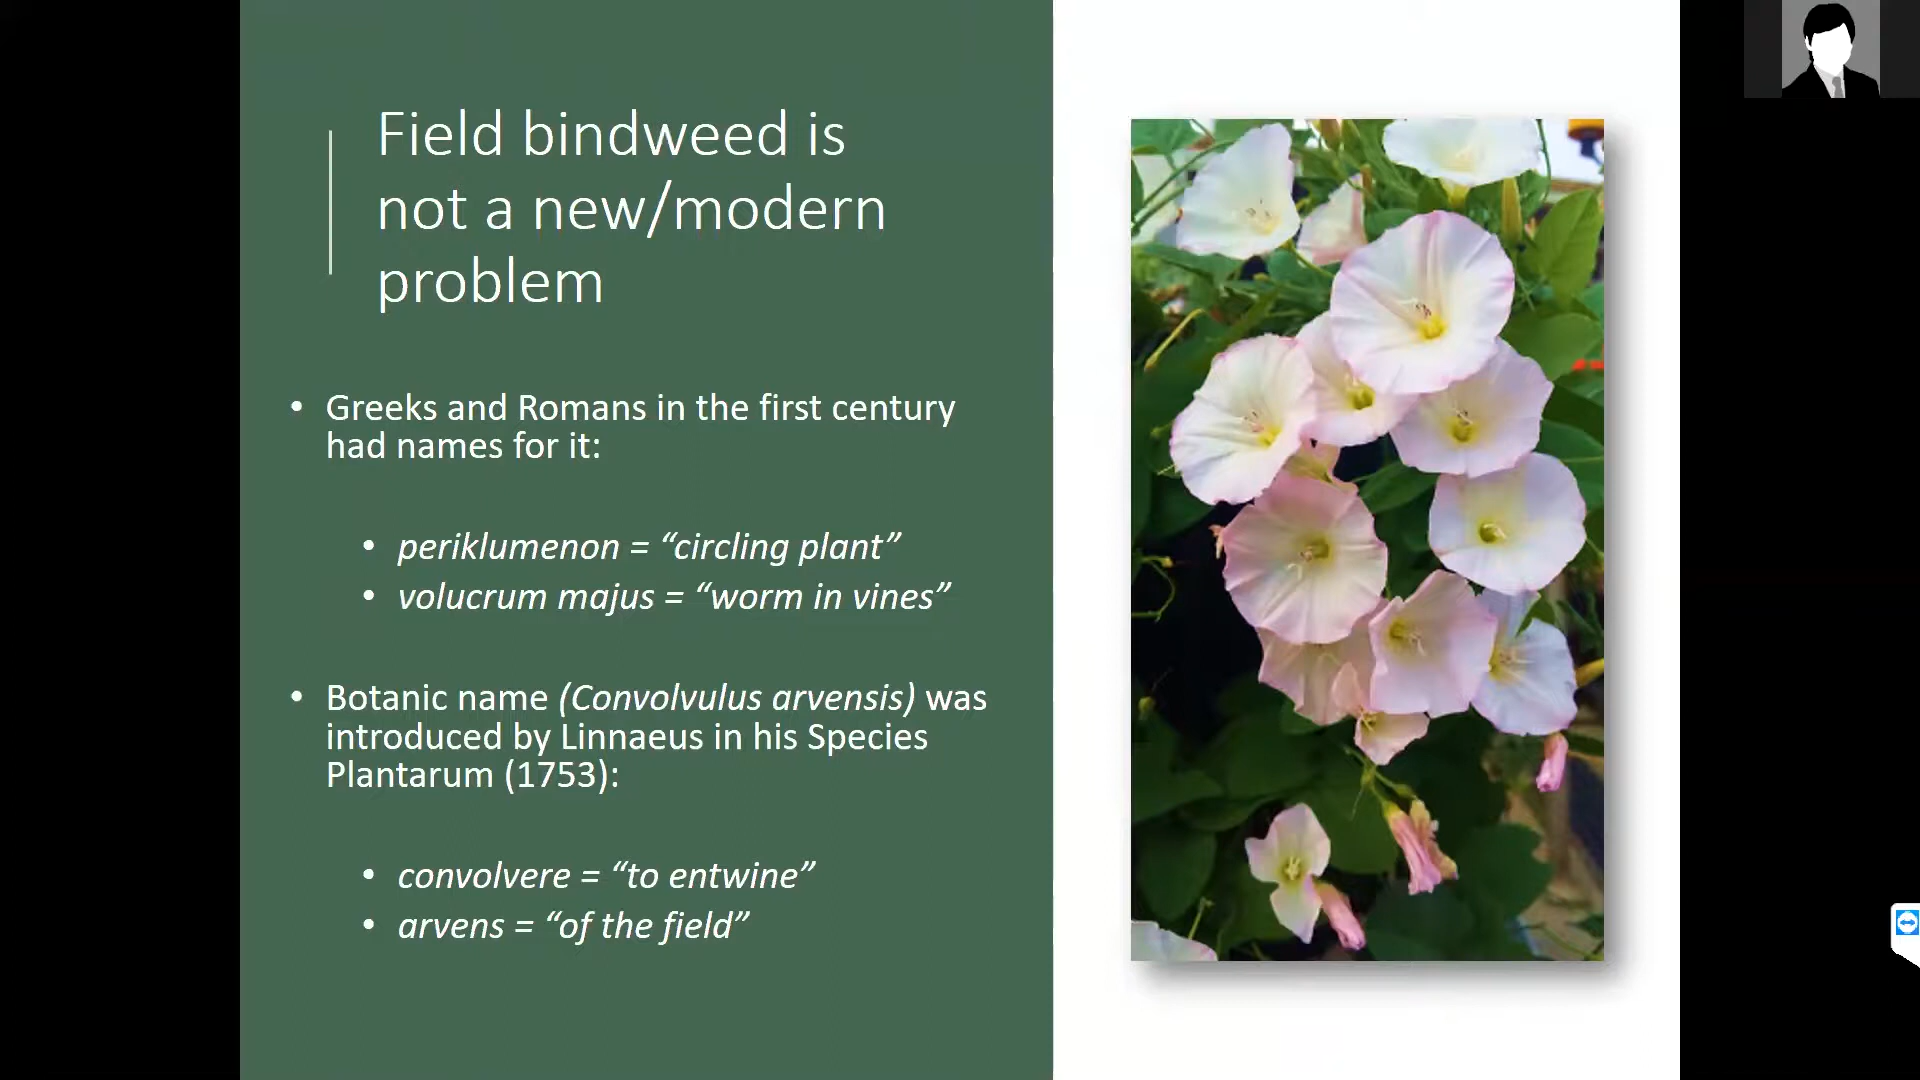 Field bindweed is
not a new/modern
problem
• Greeks and Romans in the first century
had names for it:
• periklumenon = “circling plant”
• volucrum majus = “worm in vines”
• Botanic name (Convolvulus arvensis) was
introduced by Linnaeus in his Species
Plantarum (1753):
• convolvere = “to entwine”
• arvens = “of the field”